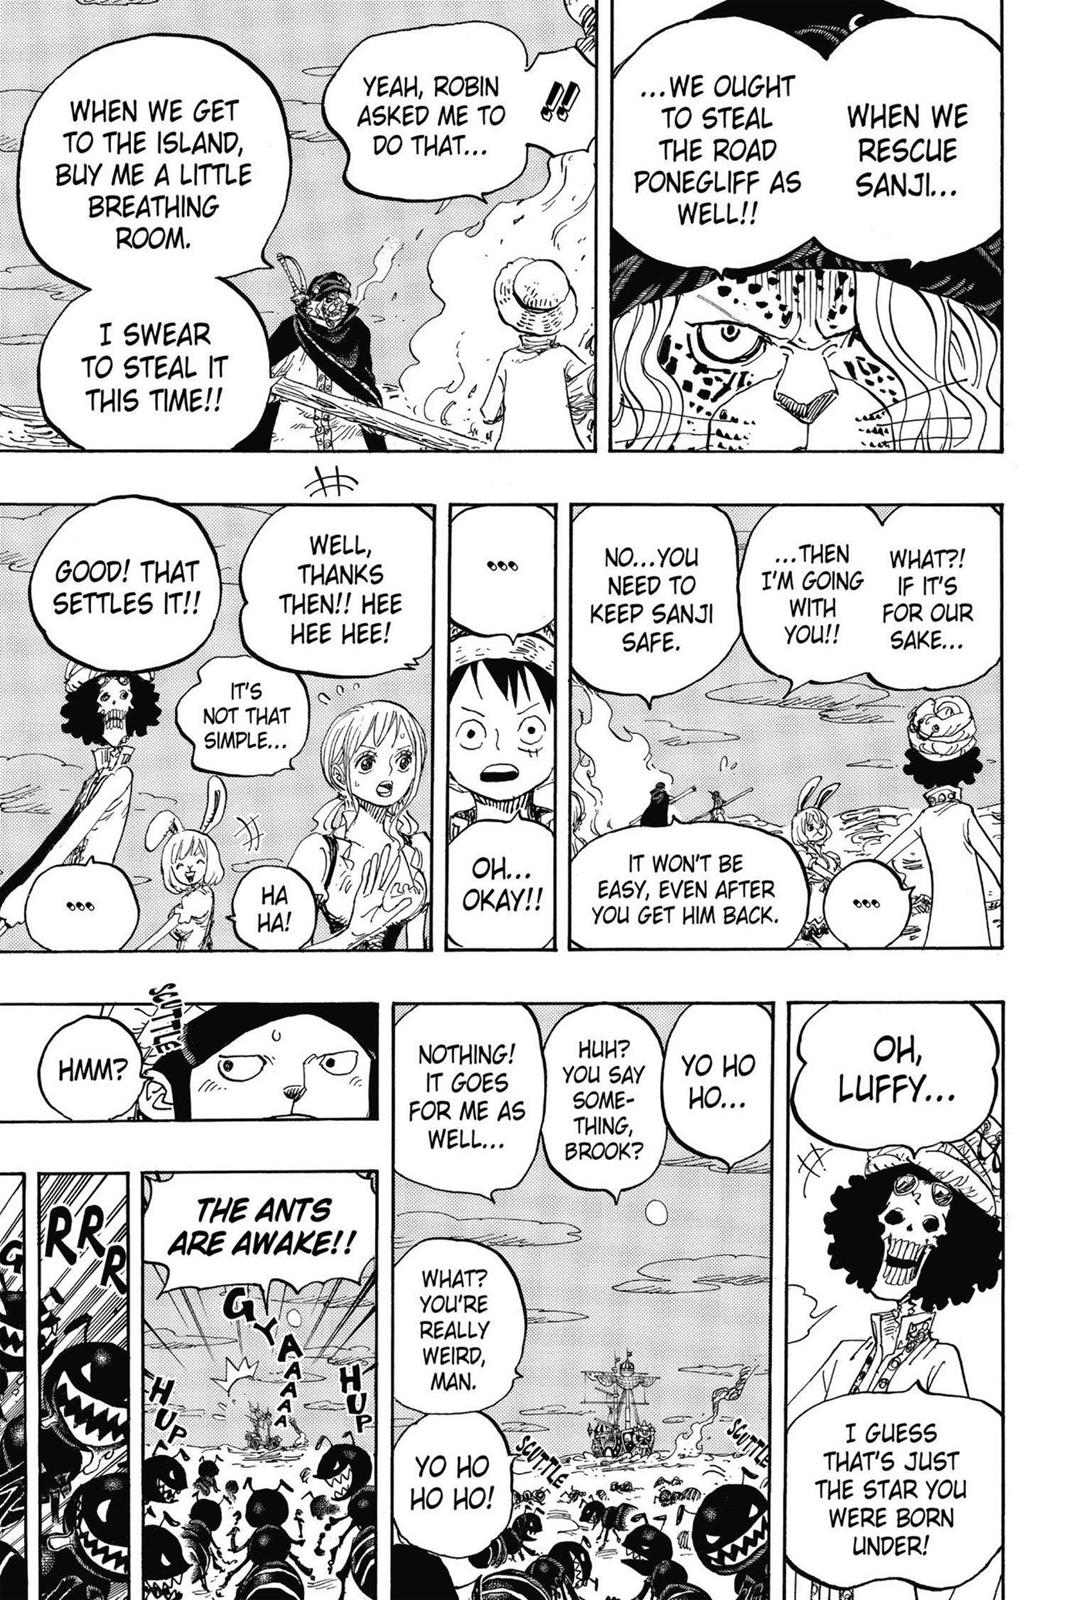 WHEN WE
RESCUE
SANJI...
...WE OUGHT
TO STEAL
THE ROAD
PONEGLIFF AS
WELL!!
!!
YEAH, ROBIN
ASKED ME TO
DO THAT...
WHEN WE GET
TO THE ISLAND,
BUY ME A LITTLE
BREATHING
ROOM.
I SWEAR
TO STEAL IT
THIS TIME!!
WHAT?!
IF IT'S
FOR OUR
SAKE...
...THEN
I'M GOING
WITH
YOU!!
NO...YOU
NEED TO
KEEP SANJI
SAFE.
IT WON'T BE
EASY, EVEN AFTER
YOU GET HIM BACK.
...
...
OH...
OKAY!!
WELL,
THANKS
THEN!! HEE
HEE HEE!
IT'S
NOT THAT
SIMPLE...
HA
HA!
GOOD! THAT
SETTLES IT!!
...
OH,
LUFFY...
I GUESS
THAT'S JUST
THE STAR YOU
WERE BORN
UNDER!
YO HO
HO...
HUH?
YOU SAY
SOME-
THING,
BROOK?
NOTHING!
IT GOES
FOR ME AS
WELL...
WHAT?
YOU'RE
REALLY
WEIRD,
MAN.
YO HO
HO HO!
SCUTTLE
SCUTTLE
SCUTTLE
HMM?
THE ANTS
ARE AWAKE!!
GYAAAAAA
HUP
HUP
RRR
G